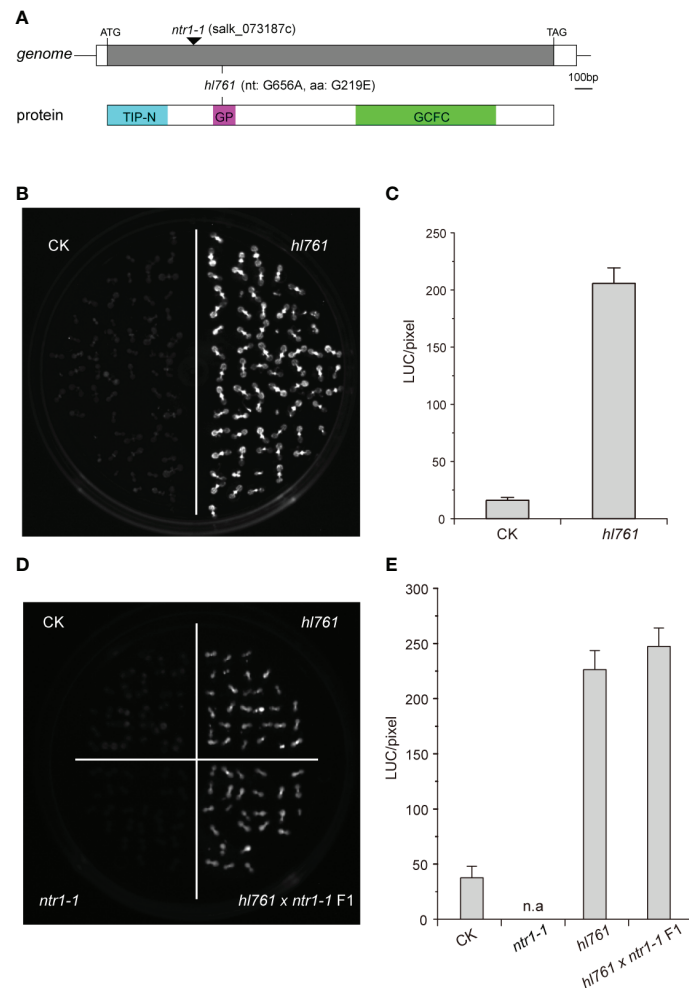 A
ATG
ntr1-1 (salk_073187c)
TAG
genome
100bp
hl761 (nt: G656A, aa: G219E)
protein
TIP-N
GP
GCFC
B
CK
hl761
C
250
200
150
100
50
0
LUC/pixel
CK
hl761
D
CK
hl761
ntr1-1
hl761 x ntr1-1 F1
E
300
250
200
150
100
50
0
LUC/pixel
n.a
CK
ntr1-1
hl761
hl761 x ntr1-1 F1